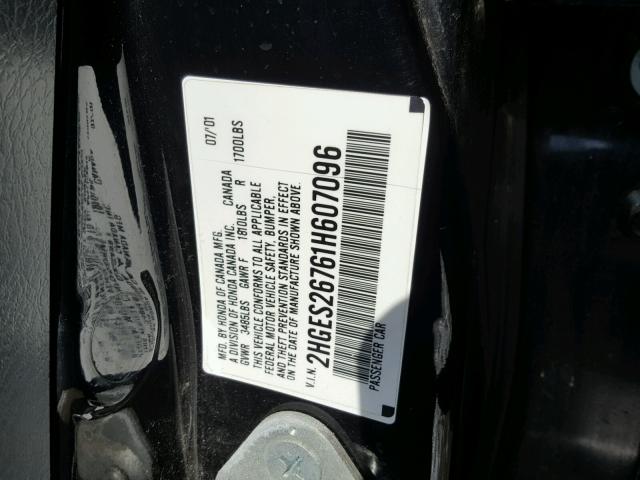 MFD. BY HONDA OF CANADA MFG. 07/'01
A DIVISION OF HONDA CANADA INC. CANADA
GVWR 3485LBS GAWR F 1810LBS R 1700LBS
THIS VEHICLE CONFORMS TO ALL APPLICABLE
FEDERAL MOTOR VEHICLE SAFETY, BUMPER,
AND THEFT PREVENTION STANDARDS IN EFFECT
ON THE DATE OF MANUFACTURE SHOWN ABOVE.
V.I.N. 2HGES26761H607096
PASSENGER CAR